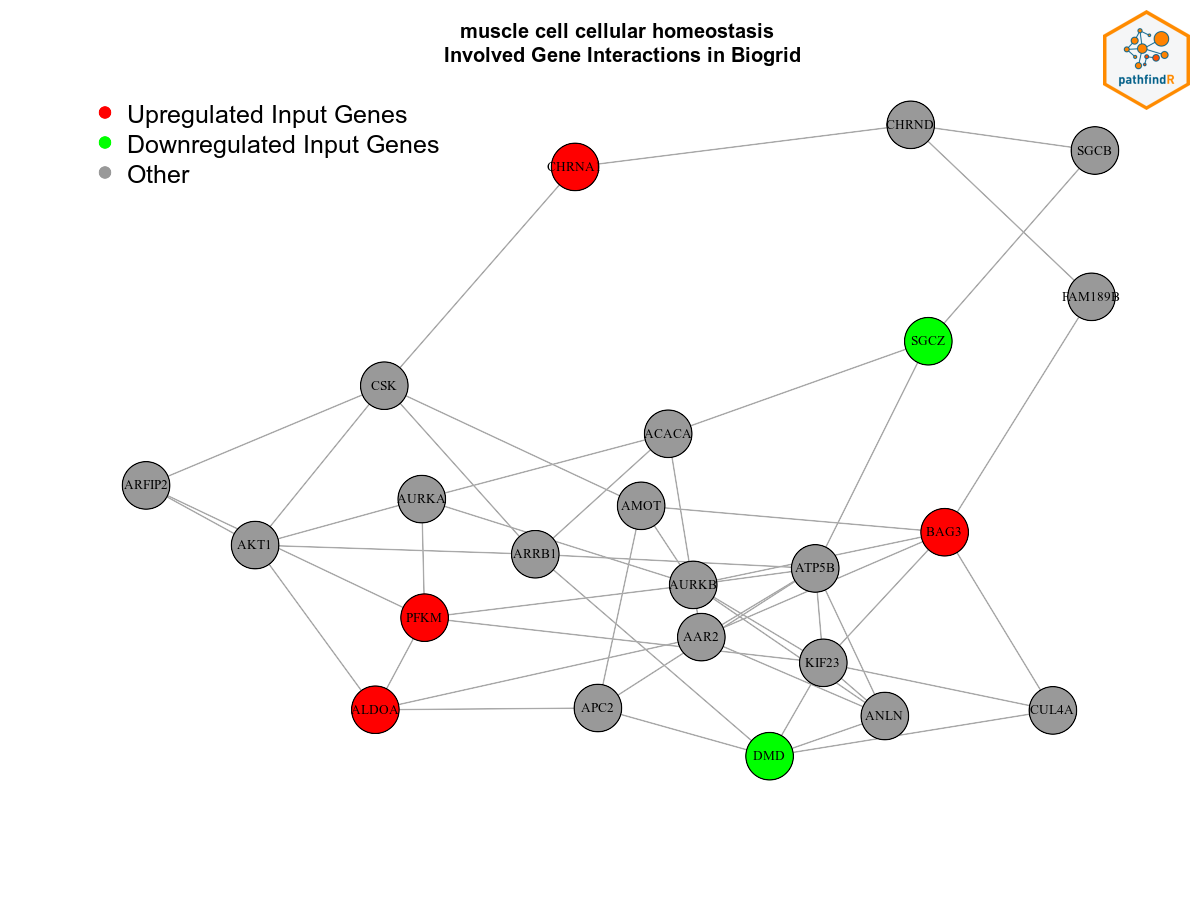 muscle cell cellular homeostasis
Involved Gene Interactions in Biogrid
pathfindR
Upregulated Input Genes
Downregulated Input Genes
Other
CHRND
SGCB
CHRNA
FAM189B
SGCZ
CSK
ACACA
ARFIP2
AURKA
AMOT
BAG3
AKT1
ARRB1
ATP5B
AURKB
PFKM
AAR2
KIF23
ALDOA
APC2
ANLN
CUL4A
DMD